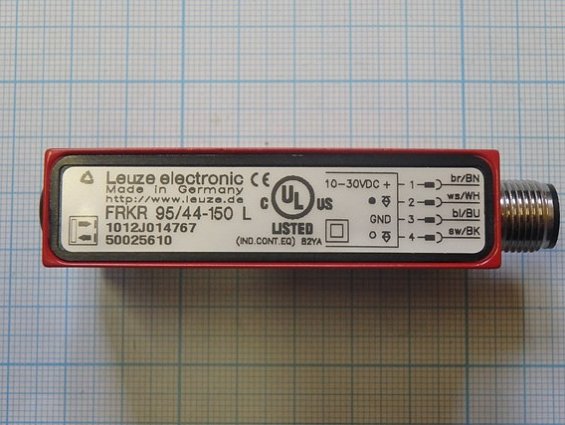 Leuze electronic
Made in Germany
http://www.leuze.de
FRKR 95/44-150 L
1012J014767
50025610
CE
C UL US
LISTED
(IND.CONT.EQ) 82YA
10-30VDC + 1 br/BN
2 ws/WH
GND 3 bl/BU
4 sw/BK